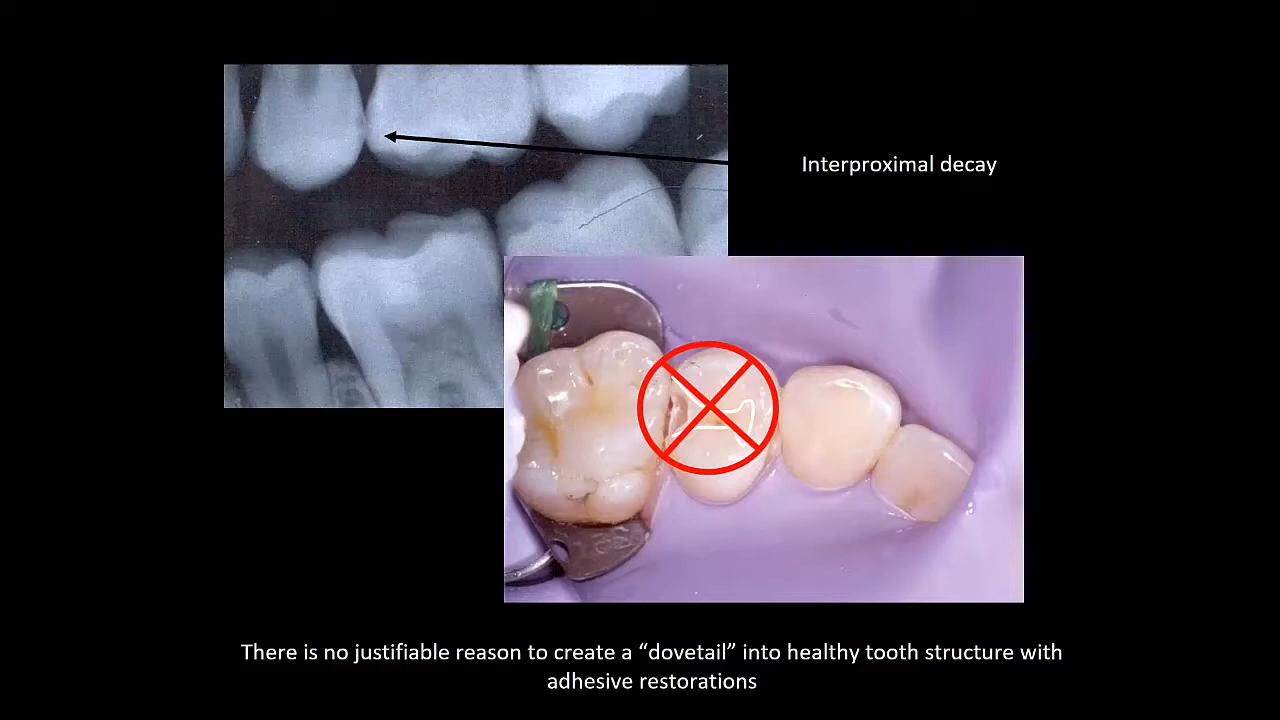 Interproximal decay
There is no justifiable reason to create a “dovetail” into healthy tooth structure with
adhesive restorations